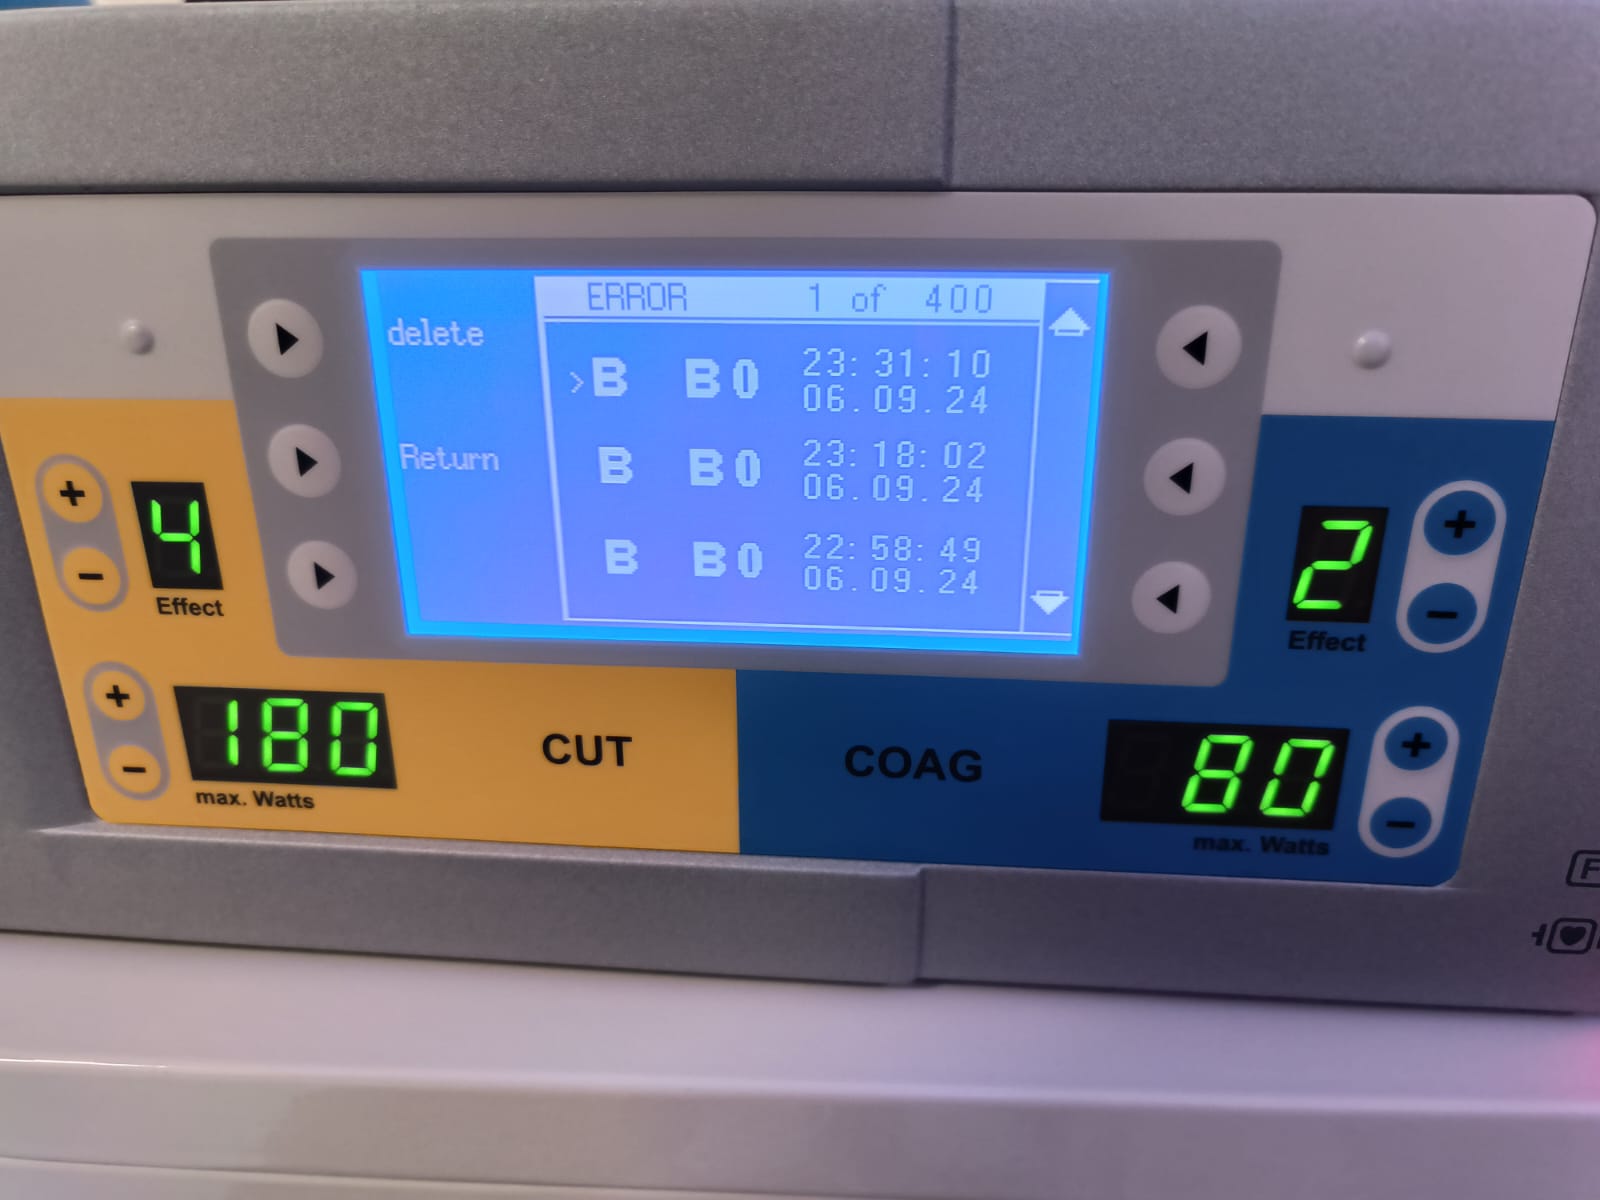 ERROR 1 of 400
delete
>B B0 23:31:10
06.09.24
Return
B B0 23:18:02
06.09.24
B B0 22:58:49
06.09.24
+
4
-
Effect
+
180
-
max. Watts
CUT
COAG
+
2
-
Effect
+
80
-
max. Watts
F